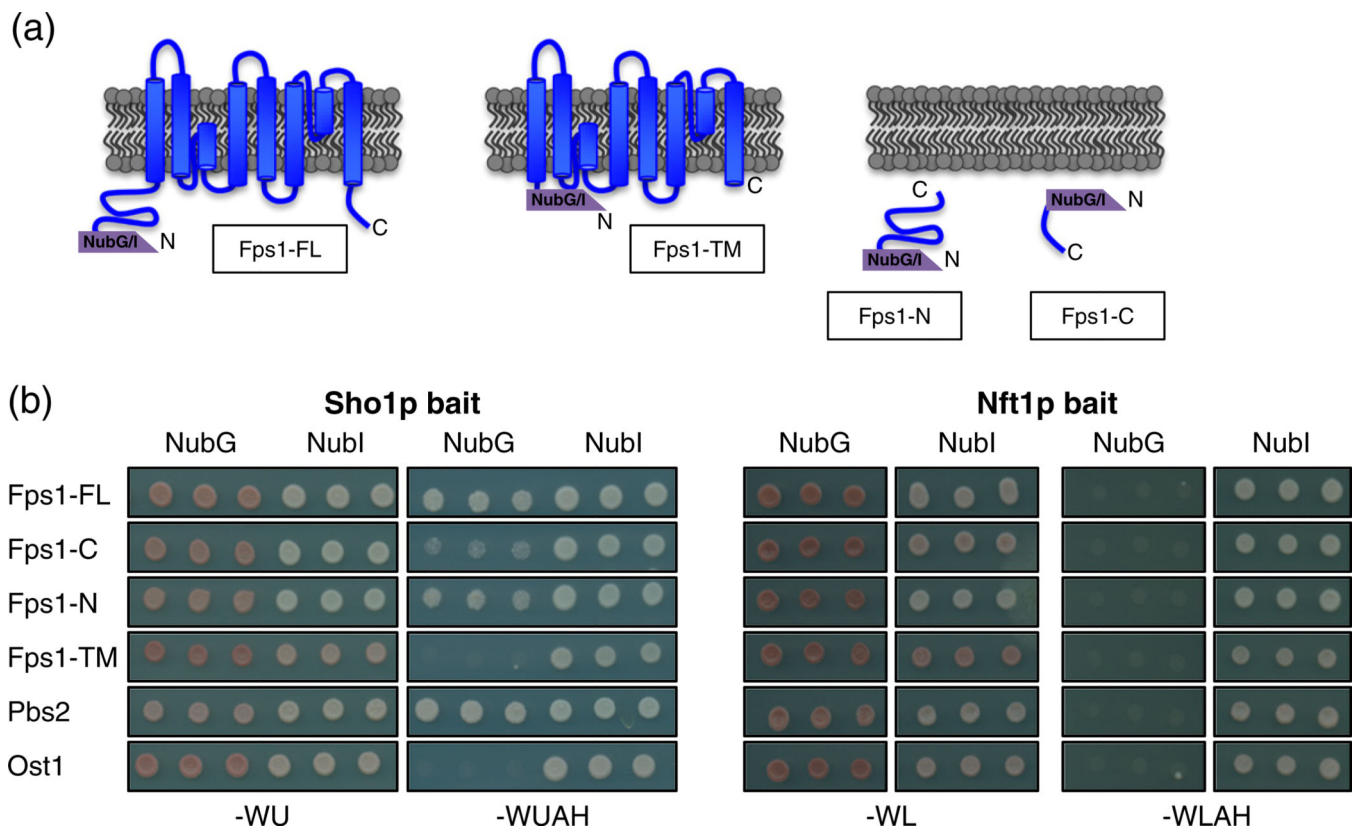 (a)
NubG/I N
C
Fps1-FL
NubG/I
N
C
Fps1-TM
C
NubG/I N
Fps1-N
NubG/I N
C
Fps1-C
(b)
Sho1p bait
Nft1p bait
NubG NubI NubG NubI NubG NubI NubG NubI
Fps1-FL
Fps1-C
Fps1-N
Fps1-TM
Pbs2
Ost1
-WU -WUAH -WL -WLAH